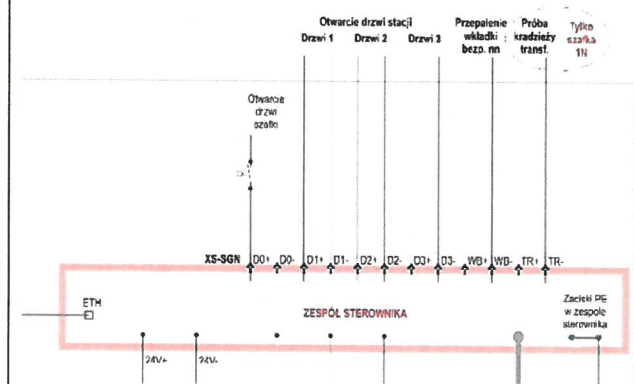 Otwarcie drzwi stacji
Drzwi 1 Drzwi 2 Drzwi 3
Przepalenie
wkładki
bezp. nn
Próba
kradzieży
transf.
Tylko
szafka
1N
Otwarcie
drzwi
szafki
XS-SGN D0+ D0- D1+ D1- D2+ D2- D3+ D3- WB+ WB- TR+ TR-
ETH
ZESPÓŁ STEROWNIKA
Zaciski PE
w zespole
sterownika
24V+ 24V-